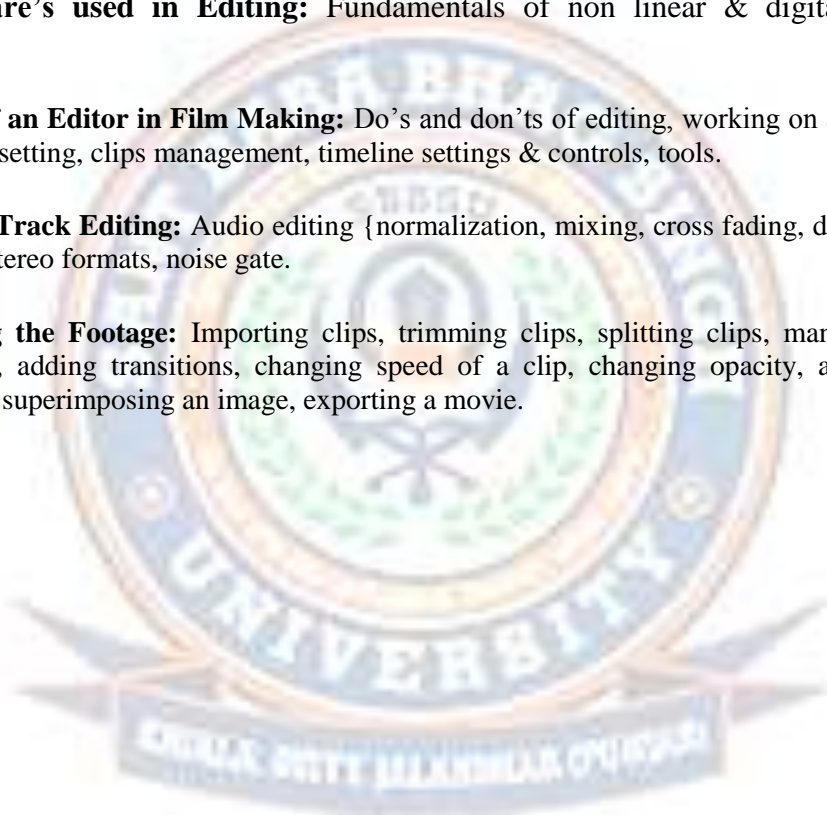 are's used in Editing: Fundamentals of non linear & digita
an Editor in Film Making: Do's and don'ts of editing, working on
setting, clips management, timeline settings & controls, tools.
Track Editing: Audio editing {normalization, mixing, cross fading, d
tereo formats, noise gate.
g the Footage: Importing clips, trimming clips, splitting clips, mar
, adding transitions, changing speed of a clip, changing opacity, a
superimposing an image, exporting a movie.
UNIVERSITY